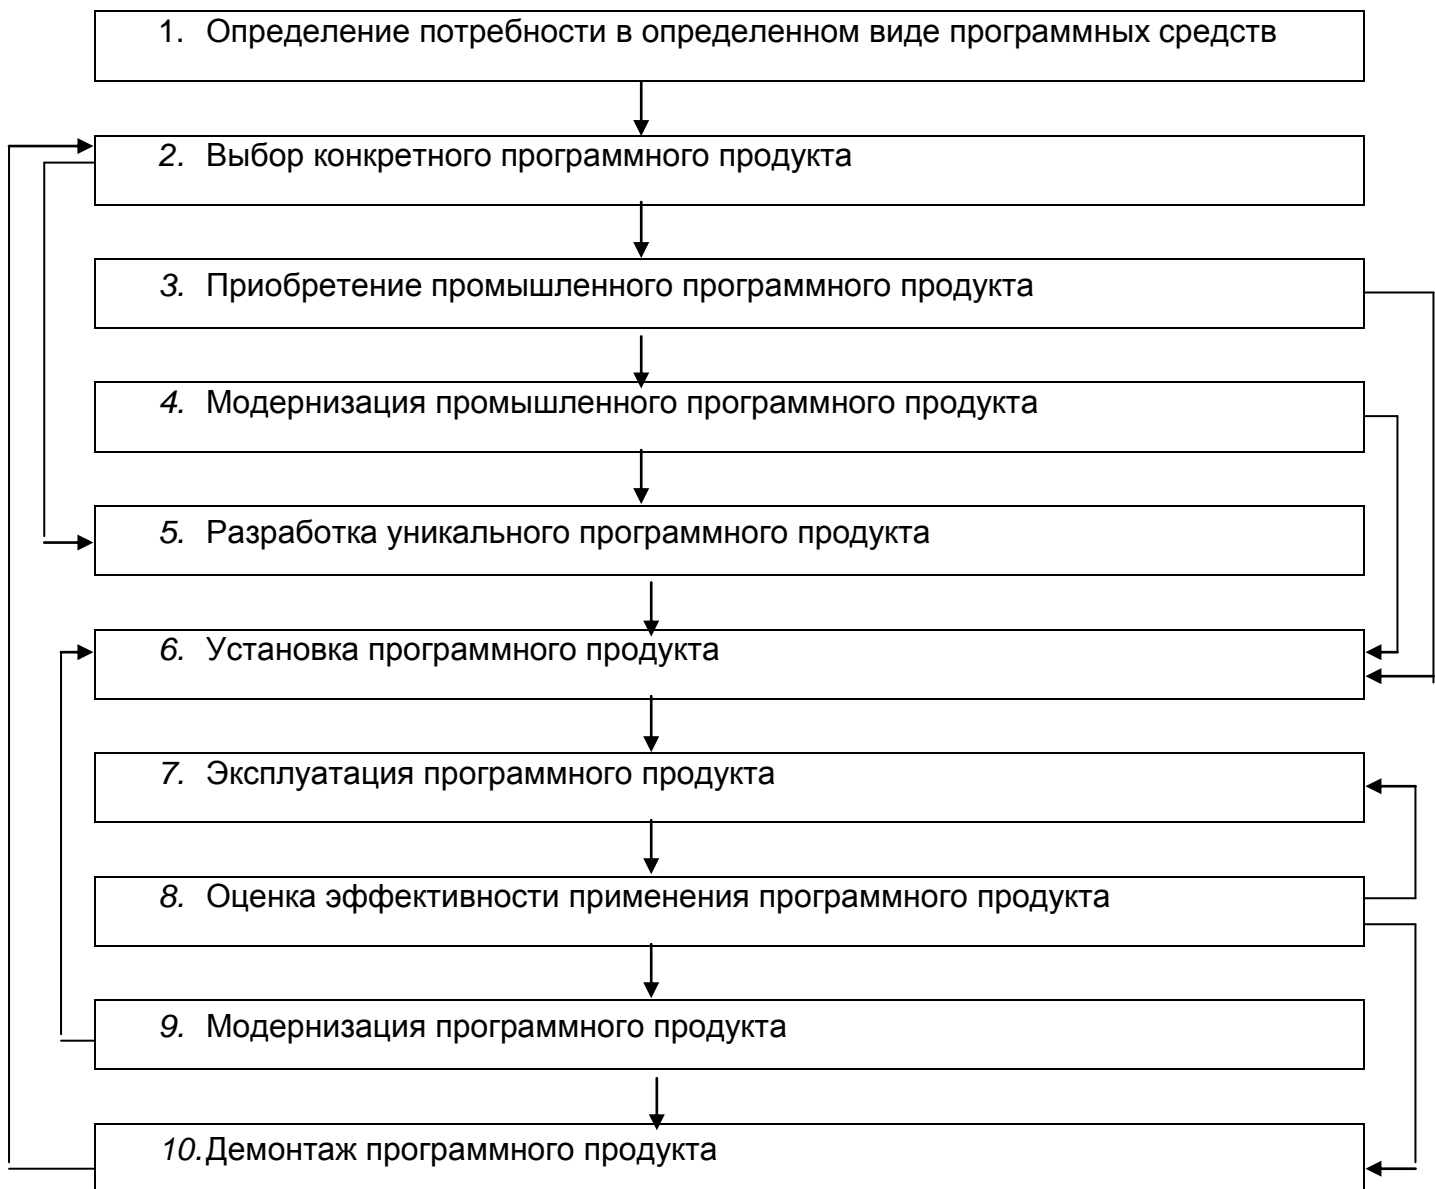 1. Определение потребности в определенном виде программных средств
2. Выбор конкретного программного продукта
3. Приобретение промышленного программного продукта
4. Модернизация промышленного программного продукта
5. Разработка уникального программного продукта
6. Установка программного продукта
7. Эксплуатация программного продукта
8. Оценка эффективности применения программного продукта
9. Модернизация программного продукта
10.Демонтаж программного продукта